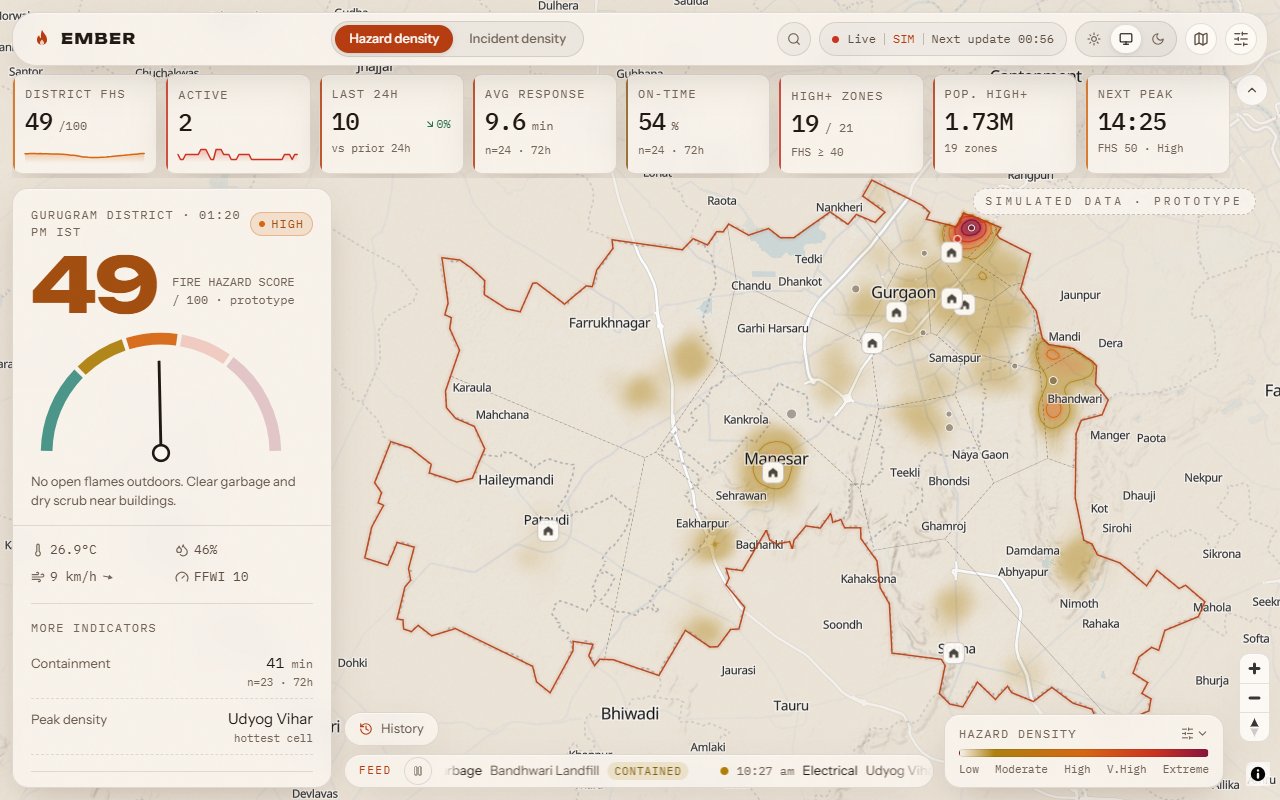 Dulhera
EMBER
Hazard density
Incident density
Live | SIM | Next update 00:56
Santor
Chuchakwas
Jhajjar
Gubhana
Cantonment
DISTRICT FHS
49 /100
ACTIVE
2
LAST 24H
10
↘0%
vs prior 24h
AVG RESPONSE
9.6 min
n=24 · 72h
ON-TIME
54 %
n=24 · 72h
HIGH+ ZONES
19 / 21
FHS ≥ 40
POP. HIGH+
1.73M
19 zones
NEXT PEAK
14:25
FHS 50 · High
GURUGRAM DISTRICT · 01:20
PM IST
HIGH
49
FIRE HAZARD SCORE
/ 100 · prototype
No open flames outdoors. Clear garbage and
dry scrub near buildings.
26.9°C
46%
9 km/h →
FFWI 10
MORE INDICATORS
Containment
41 min
n=23 · 72h
Peak density
Udyog Vihar
hottest cell
SIMULATED DATA · PROTOTYPE
Rangpuri
Raota
Nankheri
Tedki
Chandu
Dhankot
Gurgaon
Jaunpur
Farrukhnagar
Garhi Harsaru
Mandi
Dera
Samaspur
Karaula
Bhandwari
Mahchana
Kankrola
Manger
Paota
Manesar
Naya Gaon
Haileymandi
Teekli
Bhondsi
Nekpur
Sehrawan
Dhauji
Kot
Pataudi
Eakharpur
Ghamroj
Sirohi
Baghanki
Damdama
Sikrona
Abhyapur
Kahaksona
Nimoth
Mahola
Soondh
Rahaka
Softa
Dohki
Jaurasi
Bhurja
Bhiwadi
Tauru
Amlaki
Devlavas
History
FEED
rbage Bandhwari Landfill CONTAINED
10:27 am Electrical Udyog Vih
HAZARD DENSITY
Low Moderate High V.High Extreme